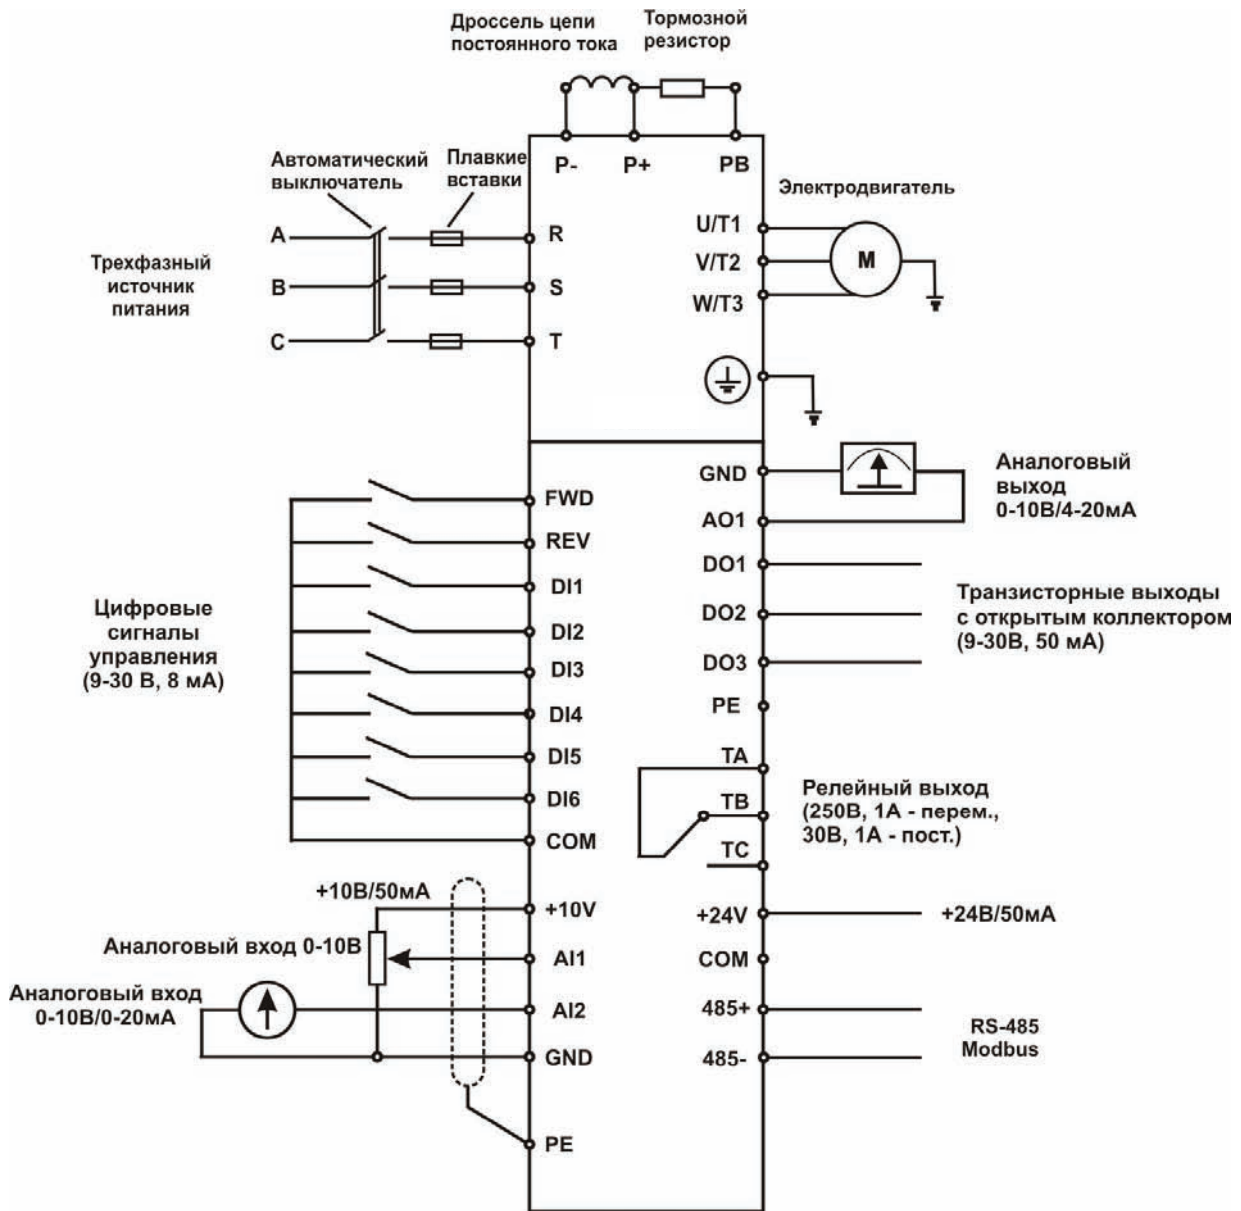 Дроссель цепи
постоянного тока
Тормозной
резистор
P-
P+
PB
Автоматический
выключатель
Плавкие
вставки
Электродвигатель
Трехфазный
источник
питания
A
B
C
R
S
T
U/T1
V/T2
W/T3
M
Цифровые
сигналы
управления
(9-30 В, 8 мА)
FWD
REV
DI1
DI2
DI3
DI4
DI5
DI6
COM
GND
AO1
DO1
DO2
DO3
PE
TA
TB
TC
Аналоговый
выход
0-10В/4-20мА
Транзисторные выходы
с открытым коллектором
(9-30В, 50 мА)
Релейный выход
(250В, 1А - перем.,
30В, 1А - пост.)
+10В/50мА
Аналоговый вход 0-10В
Аналоговый вход
0-10В/0-20мА
+10V
AI1
AI2
GND
PE
+24V
COM
485+
485-
+24В/50мА
RS-485
Modbus